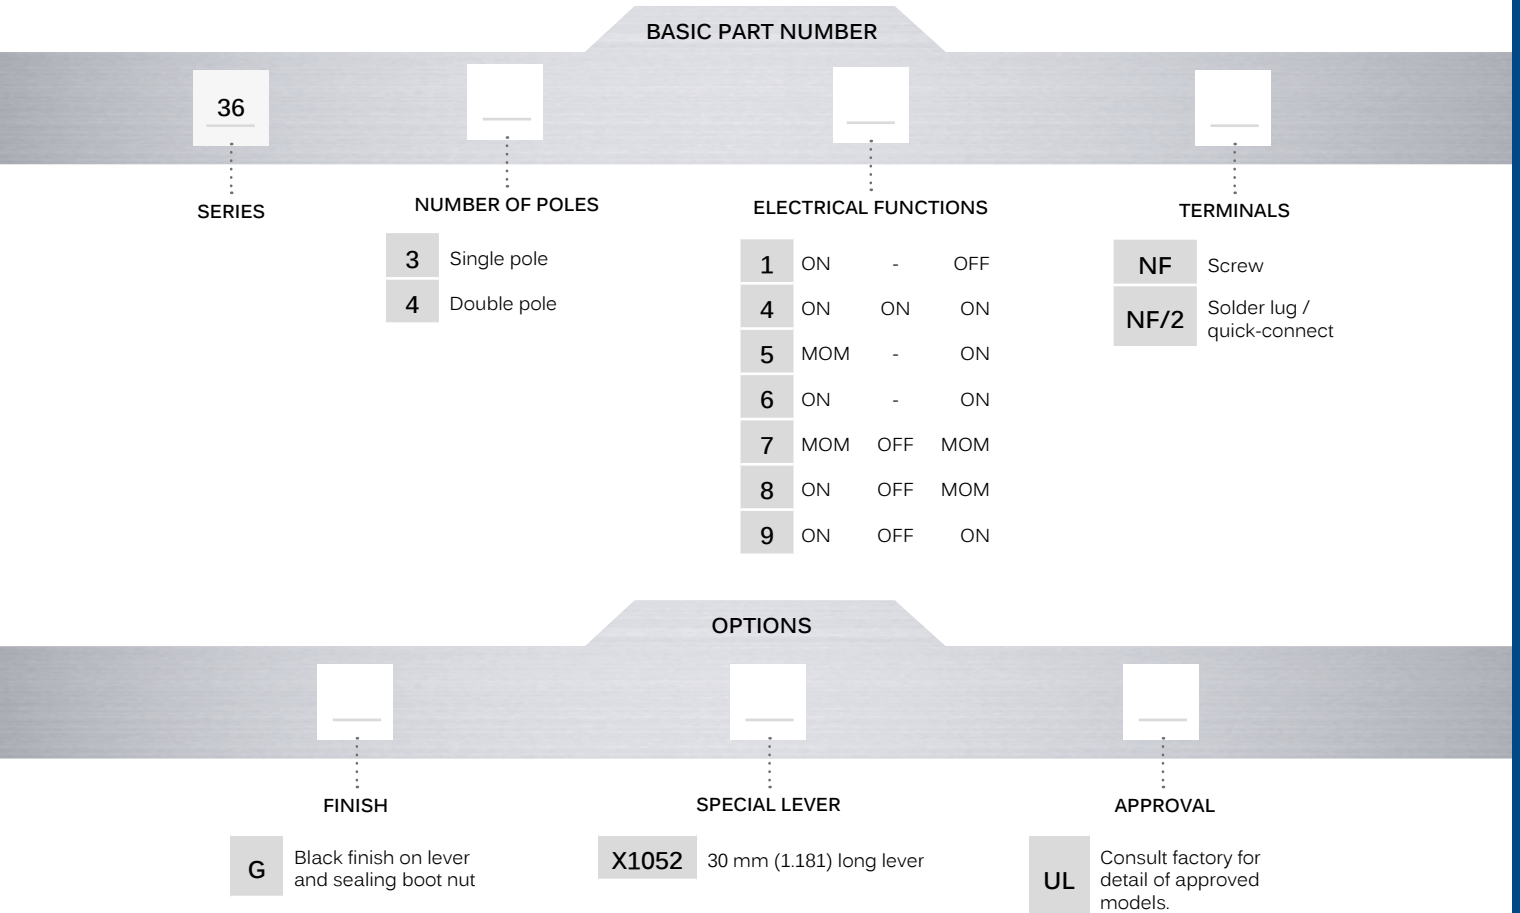 BASIC PART NUMBER
36
SERIES
NUMBER OF POLES
3 Single pole
4 Double pole
ELECTRICAL FUNCTIONS
1 ON - OFF
4 ON ON ON
5 MOM - ON
6 ON - ON
7 MOM OFF MOM
8 ON OFF MOM
9 ON OFF ON
TERMINALS
NF Screw
NF/2 Solder lug /
quick-connect
OPTIONS
FINISH
G Black finish on lever
and sealing boot nut
SPECIAL LEVER
X1052 30 mm (1.181) long lever
APPROVAL
UL Consult factory for
detail of approved
models.